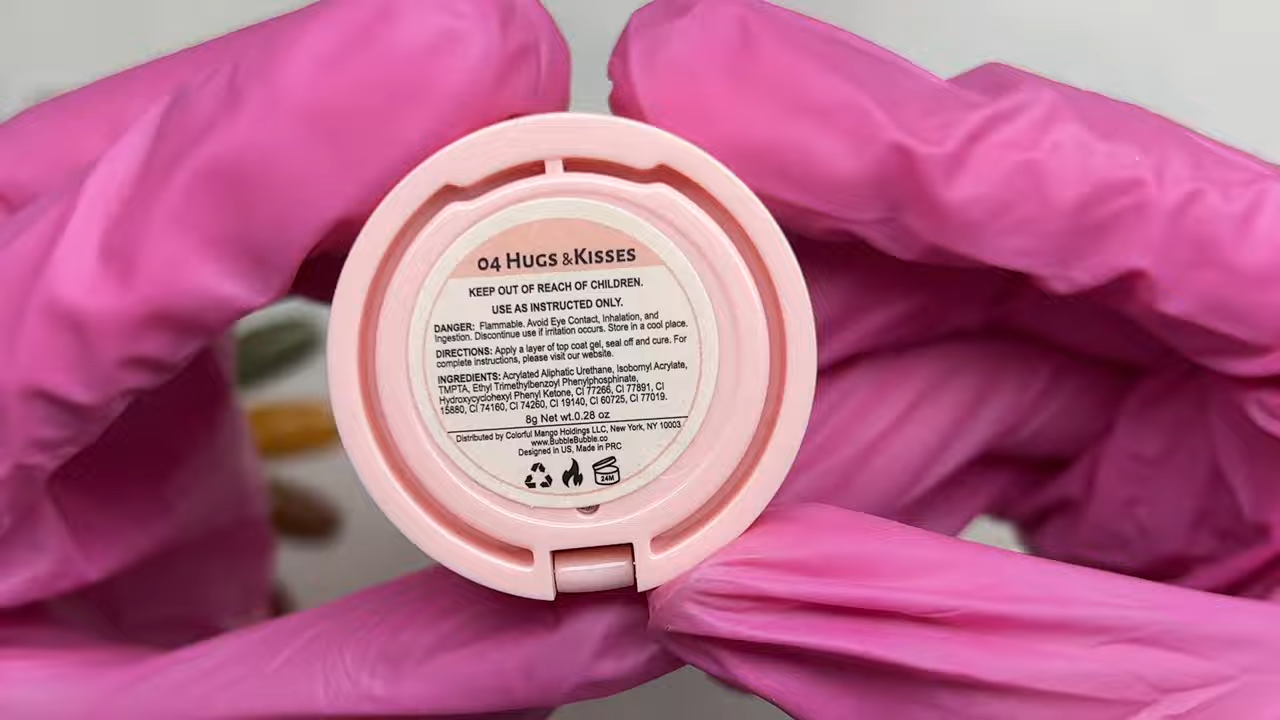 04 HUGS &KISSES
KEEP OUT OF REACH OF CHILDREN.
USE AS INSTRUCTED ONLY.
DANGER: Flammable. Avoid Eye Contact, Inhalation, and
Ingestion. Discontinue use if irritation occurs. Store in a cool place.
DIRECTIONS: Apply a layer of top coat gel, seal off and cure. For
complete instructions, please visit our website.
INGREDIENTS: Acrylated Aliphatic Urethane, Isobornyl Acrylate,
TMPTA, Ethyl Trimethylbenzoyl Phenylphosphinate,
Hydroxycyclohexyl Phenyl Ketone, CI 77266, CI 77891, CI
15880, CI 74160, CI 74260, CI 19140, CI 60725, CI 77019.
8g Net wt.0.28 oz
Distributed by Colorful Mango Holdings LLC, New York, NY 10003
www.BubbleBubble.co
Designed in US, Made in PRC
24M